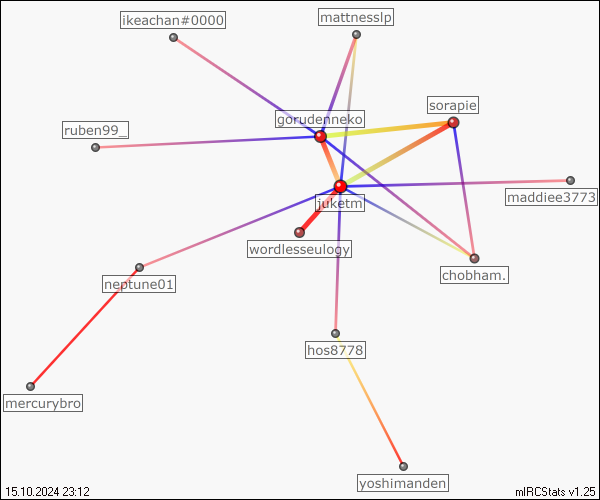 ikeachan#0000
mattnesslp
sorapie
gorudenneko
ruben99_
maddiee3773
juketm
wordlesseulogy
chobham.
neptune01
hos8778
mercurybro
yoshimanden
15.10.2024 23:12
mIRCStats v1.25